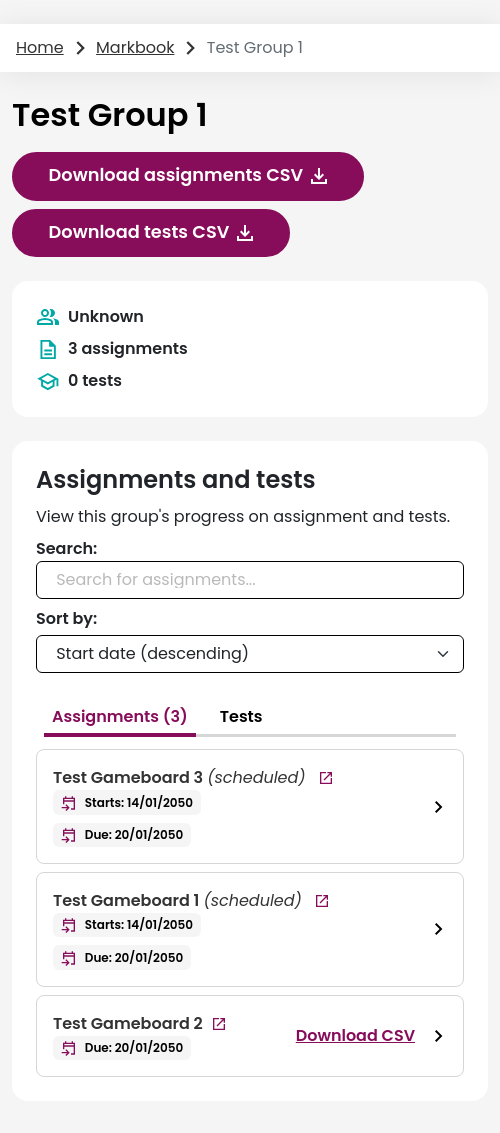 Home > Markbook > Test Group 1
Test Group 1
Download assignments CSV
Download tests CSV
Unknown
3 assignments
0 tests
Assignments and tests
View this group's progress on assignment and tests.
Search:
Search for assignments...
Sort by:
Start date (descending)
Assignments (3) Tests
Test Gameboard 3 (scheduled)
Starts: 14/01/2050
Due: 20/01/2050
Test Gameboard 1 (scheduled)
Starts: 14/01/2050
Due: 20/01/2050
Test Gameboard 2
Download CSV
Due: 20/01/2050